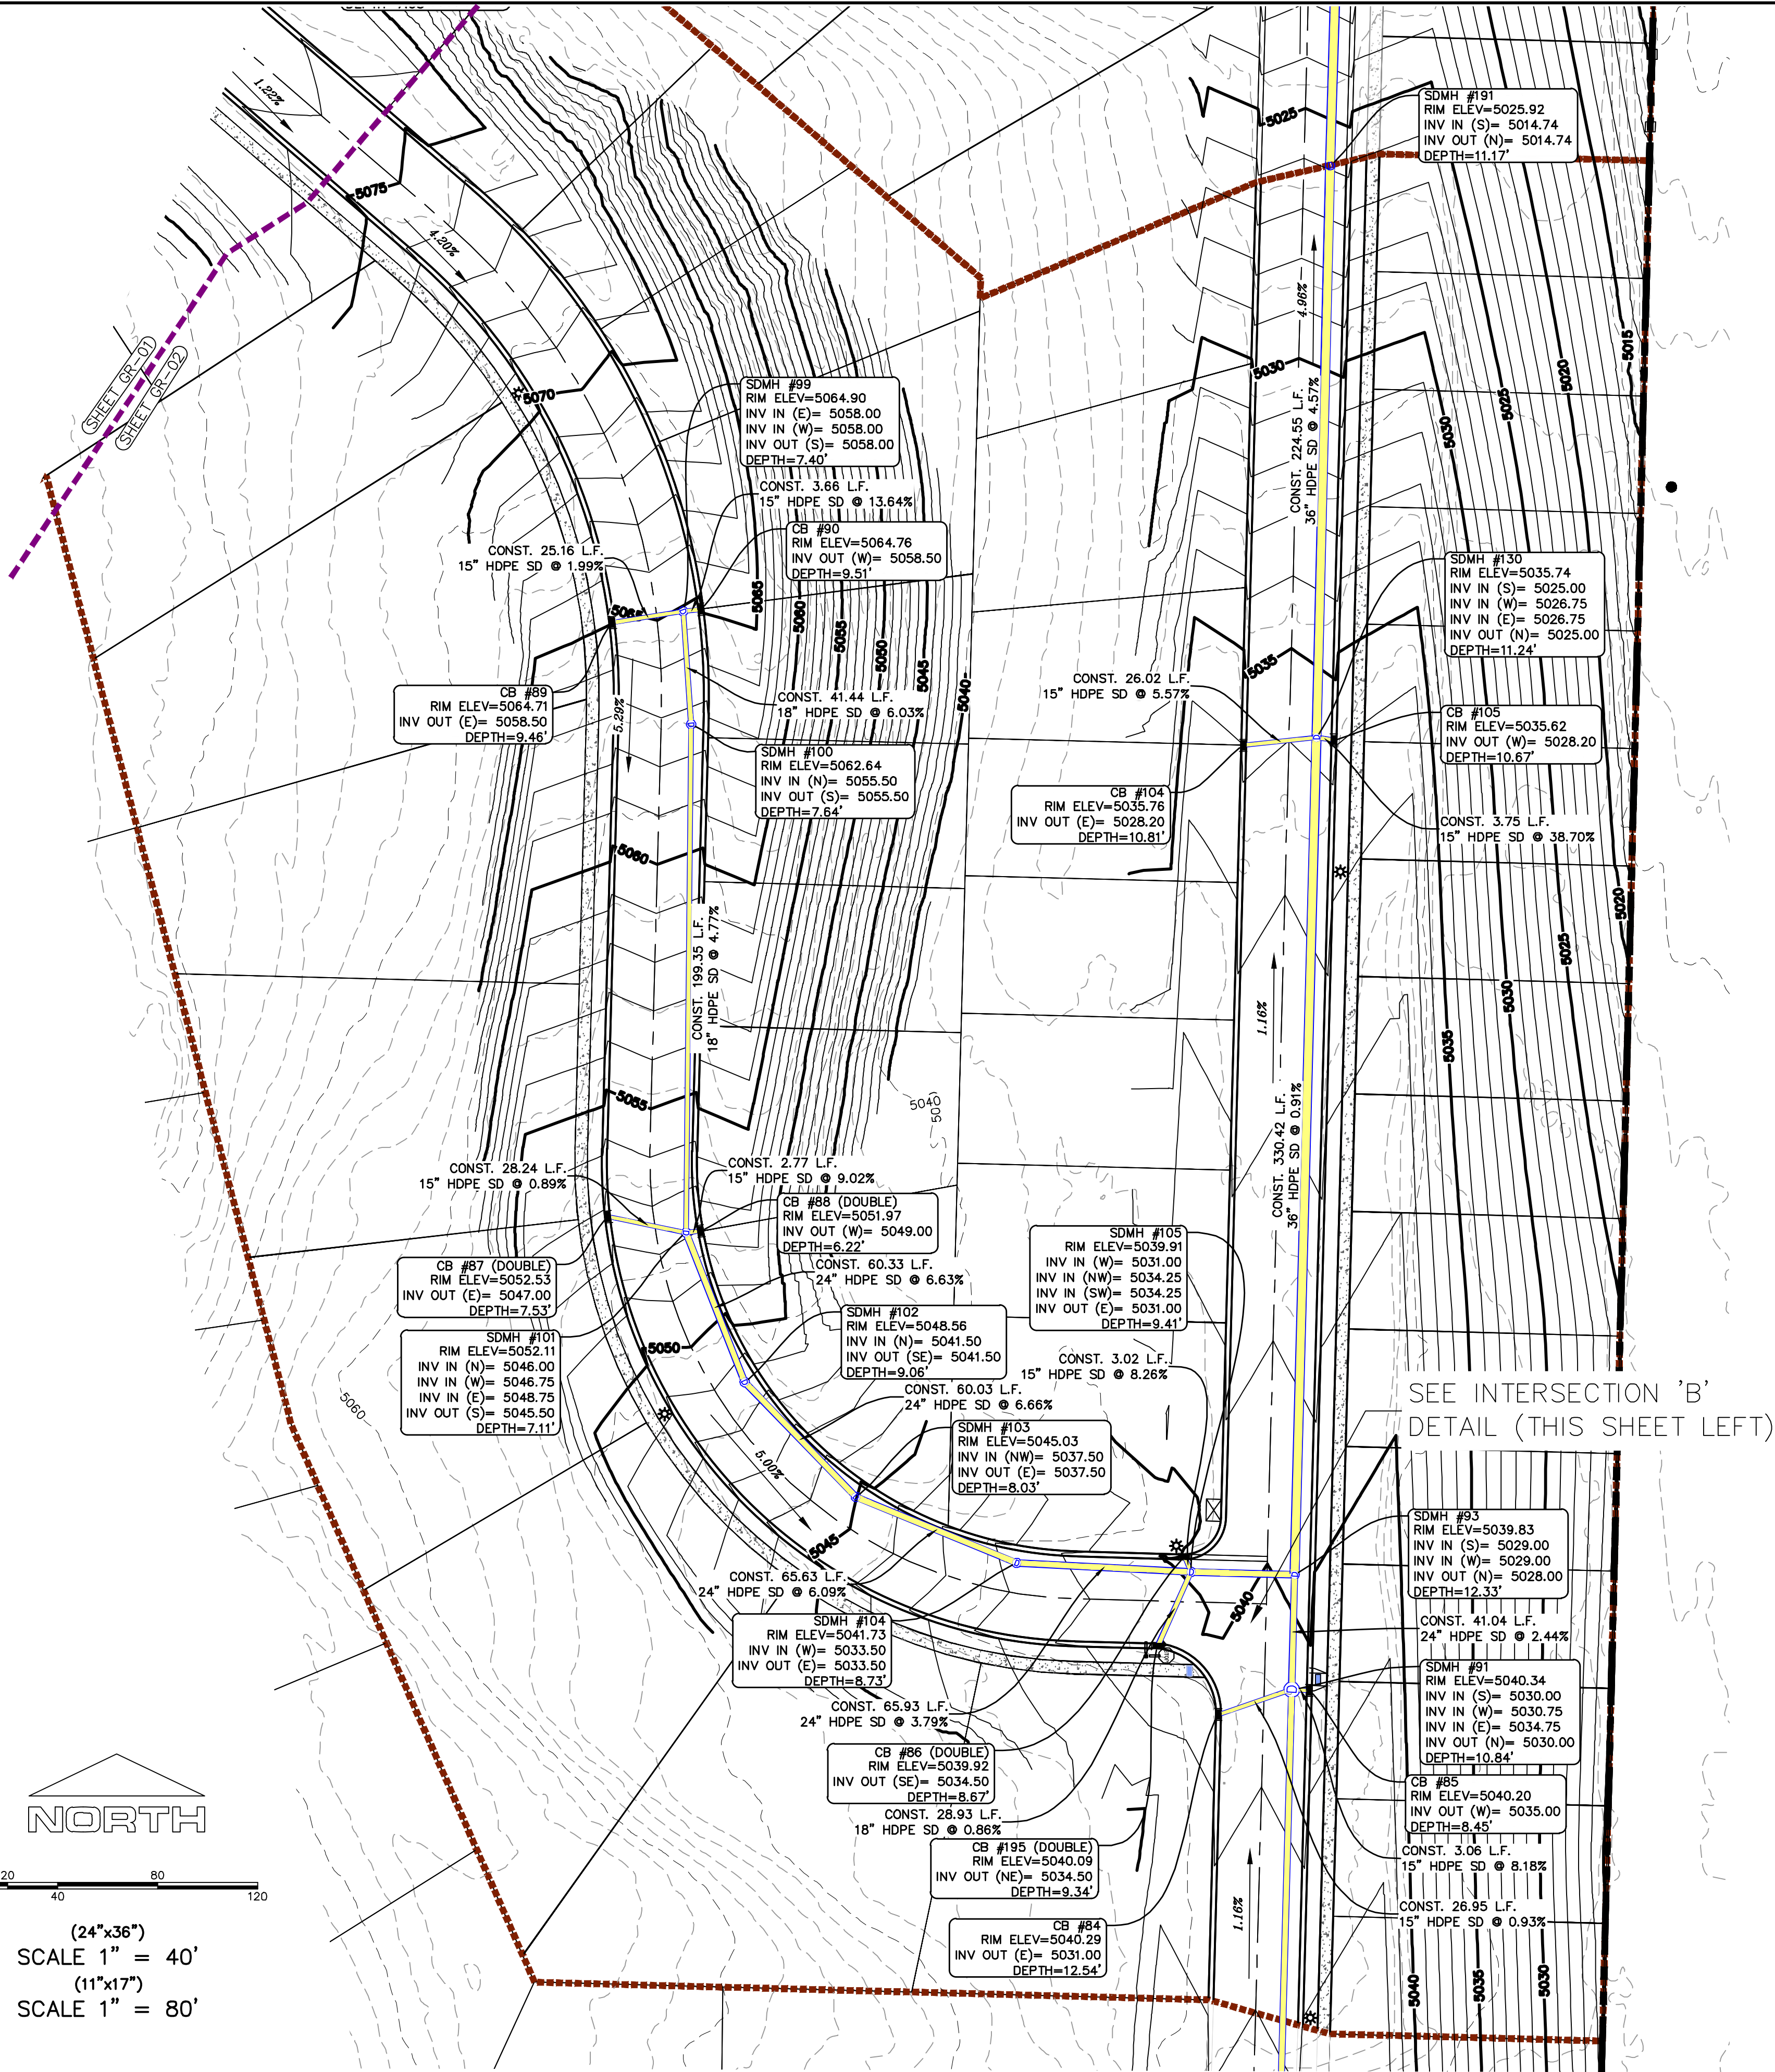 1.22%
5075
4.20%
SHEET GR-01
SHEET GR-02
5070
5025
SDMH #191
RIM ELEV=5025.92
INV IN (S)= 5014.74
INV OUT (N)= 5014.74
DEPTH=11.17'
4.96%
5030
CONST. 224.55 L.F.
36" HDPE SD @ 4.57%
5030
5025
5020
5015
SDMH #99
RIM ELEV=5064.90
INV IN (E)= 5058.00
INV IN (W)= 5058.00
INV OUT (S)= 5058.00
DEPTH=7.40'
CONST. 3.66 L.F.
15" HDPE SD @ 13.64%
CB #90
RIM ELEV=5064.76
INV OUT (W)= 5058.50
DEPTH=9.51'
CONST. 25.16 L.F.
15" HDPE SD @ 1.99%
5065
5065
5060
5055
5050
5045
5040
SDMH #130
RIM ELEV=5035.74
INV IN (S)= 5025.00
INV IN (W)= 5026.75
INV IN (E)= 5026.75
INV OUT (N)= 5025.00
DEPTH=11.24'
5035
CONST. 26.02 L.F.
15" HDPE SD @ 5.57%
CB #89
RIM ELEV=5064.71
INV OUT (E)= 5058.50
DEPTH=9.46'
5.29%
CONST. 41.44 L.F.
18" HDPE SD @ 6.03%
SDMH #100
RIM ELEV=5062.64
INV IN (N)= 5055.50
INV OUT (S)= 5055.50
DEPTH=7.64'
CB #105
RIM ELEV=5035.62
INV OUT (W)= 5028.20
DEPTH=10.67'
CB #104
RIM ELEV=5035.76
INV OUT (E)= 5028.20
DEPTH=10.81'
CONST. 3.75 L.F.
15" HDPE SD @ 38.70%
5060
CONST. 199.35 L.F.
18" HDPE SD @ 4.77%
1.16%
5035
5030
5025
5020
5055
5040
CONST. 330.42 L.F.
36" HDPE SD @ 0.91%
CONST. 28.24 L.F.
15" HDPE SD @ 0.89%
CONST. 2.77 L.F.
15" HDPE SD @ 9.02%
CB #88 (DOUBLE)
RIM ELEV=5051.97
INV OUT (W)= 5049.00
DEPTH=6.22'
CONST. 60.33 L.F.
24" HDPE SD @ 6.63%
CB #87 (DOUBLE)
RIM ELEV=5052.53
INV OUT (E)= 5047.00
DEPTH=7.53'
SDMH #105
RIM ELEV=5039.91
INV IN (W)= 5031.00
INV IN (NW)= 5034.25
INV IN (SW)= 5034.25
INV OUT (E)= 5031.00
DEPTH=9.41'
SDMH #101
RIM ELEV=5052.11
INV IN (N)= 5046.00
INV IN (W)= 5046.75
INV IN (E)= 5048.75
INV OUT (S)= 5045.50
DEPTH=7.11'
5050
SDMH #102
RIM ELEV=5048.56
INV IN (N)= 5041.50
INV OUT (SE)= 5041.50
DEPTH=9.06'
CONST. 3.02 L.F.
15" HDPE SD @ 8.26%
CONST. 60.03 L.F.
24" HDPE SD @ 6.66%
SEE INTERSECTION 'B'
DETAIL (THIS SHEET LEFT)
5060
SDMH #103
RIM ELEV=5045.03
INV IN (NW)= 5037.50
INV OUT (E)= 5037.50
DEPTH=8.03'
5.00%
5045
SDMH #93
RIM ELEV=5039.83
INV IN (S)= 5029.00
INV IN (W)= 5029.00
INV OUT (N)= 5028.00
DEPTH=12.33'
CONST. 65.63 L.F.
24" HDPE SD @ 6.09%
5040
CONST. 41.04 L.F.
24" HDPE SD @ 2.44%
SDMH #104
RIM ELEV=5041.73
INV IN (W)= 5033.50
INV OUT (E)= 5033.50
DEPTH=8.73'
SDMH #91
RIM ELEV=5040.34
INV IN (S)= 5030.00
INV IN (W)= 5030.75
INV IN (E)= 5034.75
INV OUT (N)= 5030.00
DEPTH=10.84'
D
CONST. 65.93 L.F.
24" HDPE SD @ 3.79%
CB #86 (DOUBLE)
RIM ELEV=5039.92
INV OUT (SE)= 5034.50
DEPTH=8.67'
CB #85
RIM ELEV=5040.20
INV OUT (W)= 5035.00
DEPTH=8.45'
CONST. 28.93 L.F.
18" HDPE SD @ 0.86%
CB #195 (DOUBLE)
RIM ELEV=5040.09
INV OUT (NE)= 5034.50
DEPTH=9.34'
CONST. 3.06 L.F.
15" HDPE SD @ 8.18%
1.16%
CONST. 26.95 L.F.
15" HDPE SD @ 0.93%
CB #84
RIM ELEV=5040.29
INV OUT (E)= 5031.00
DEPTH=12.54'
5040
5035
5030
NORTH
20
80
40
120
(24"x36")
SCALE 1" = 40'
(11"x17")
SCALE 1" = 80'